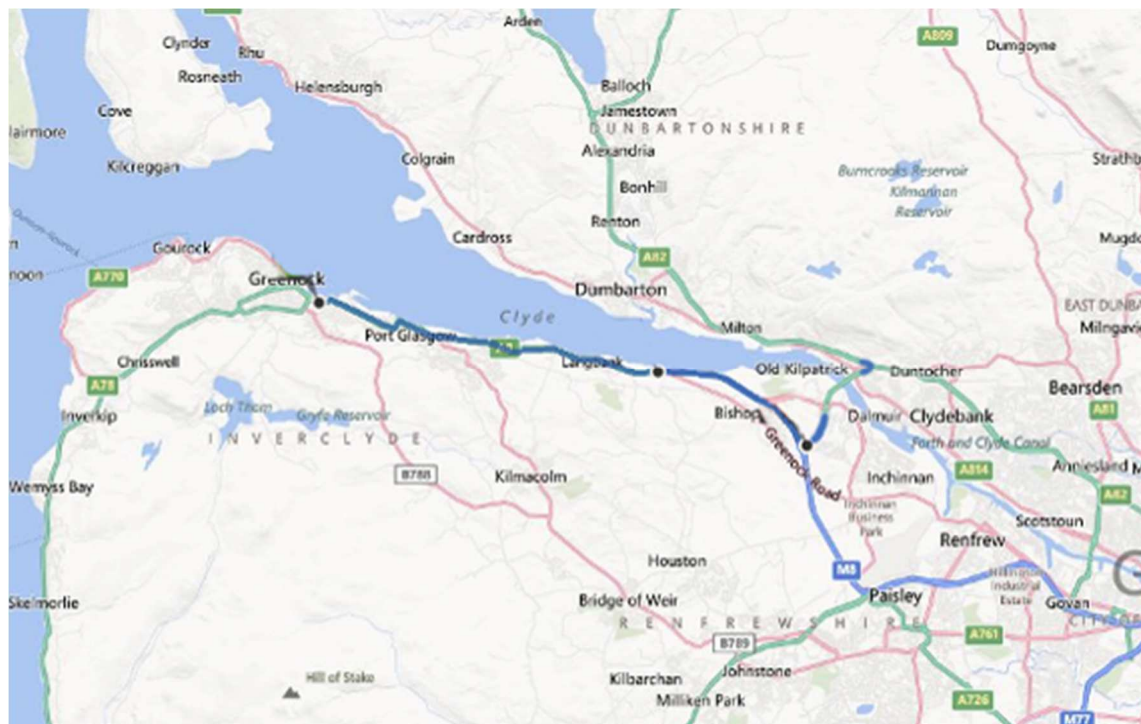 Arden
A809
Dumgoyne
Clynder
Rhu
Rosneath
Helensburgh
Balloch
Jamestown
DUNBARTONSHIRE
Cove
lairmore
Alexandria
Kilcreggan
Colgrain
Strathb
Burncrooks Reservoir
Kilmannan
Reservoir
Bonhill
Renton
Cardross
Mugdo
Gourock
A82
noon
A770
Greenock
Dumbarton
EAST DUNBA
Clyde
Milton
Milngavi
Port Glasgow
Chrisswell
Langbank
Old Kilpatrick
Duntocher
A78
Bearsden
Loch Thom
Gryfe Reservoir
Inverkip
Bishop
Dalmuir
Clydebank
A81
INVERCLYDE
Greenock Road
Forth and Clyde Canal
B788
Kilmacolm
Inchinnan
A814
Anniesland
Wemyss Bay
A82
Inchinnan
Business
Park
Scotstoun
Renfrew
Houston
M8
Hillington
Industrial
Estate
Skelmorlie
Bridge of Weir
Paisley
Govan
RENFREWSHIRE
B789
A761
Johnstone
Hill of Stake
Kilbarchan
Milliken Park
A726
M77